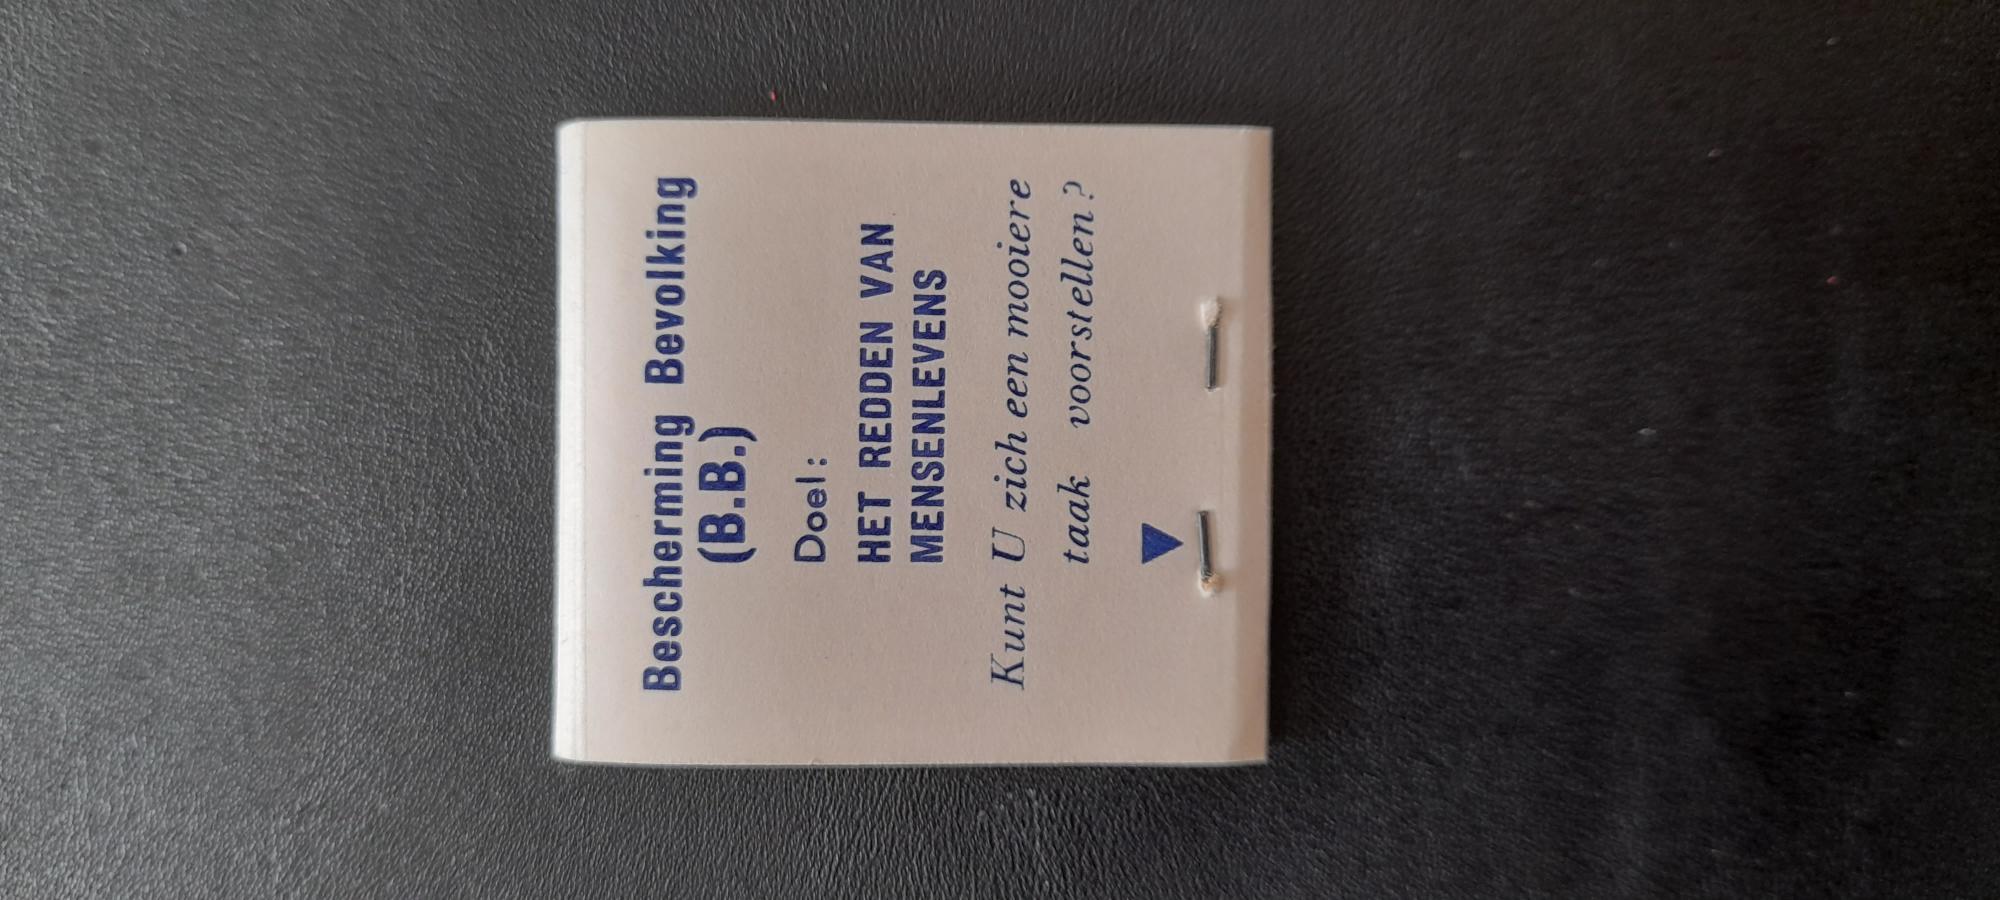 Bescherming Bevolking
(B.B.)
Doel:
HET REDDEN VAN
MENSENLEVENS
Kunt U zich een mooiere
taak voorstellen?